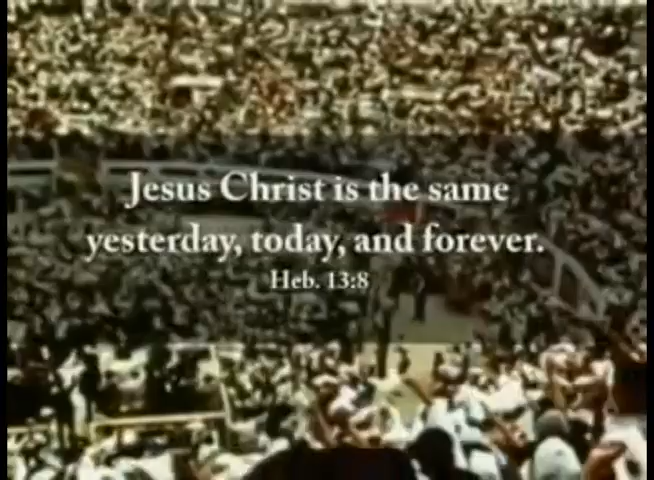 Jesus Christ is the same
yesterday, today, and forever.
Heb. 13:8